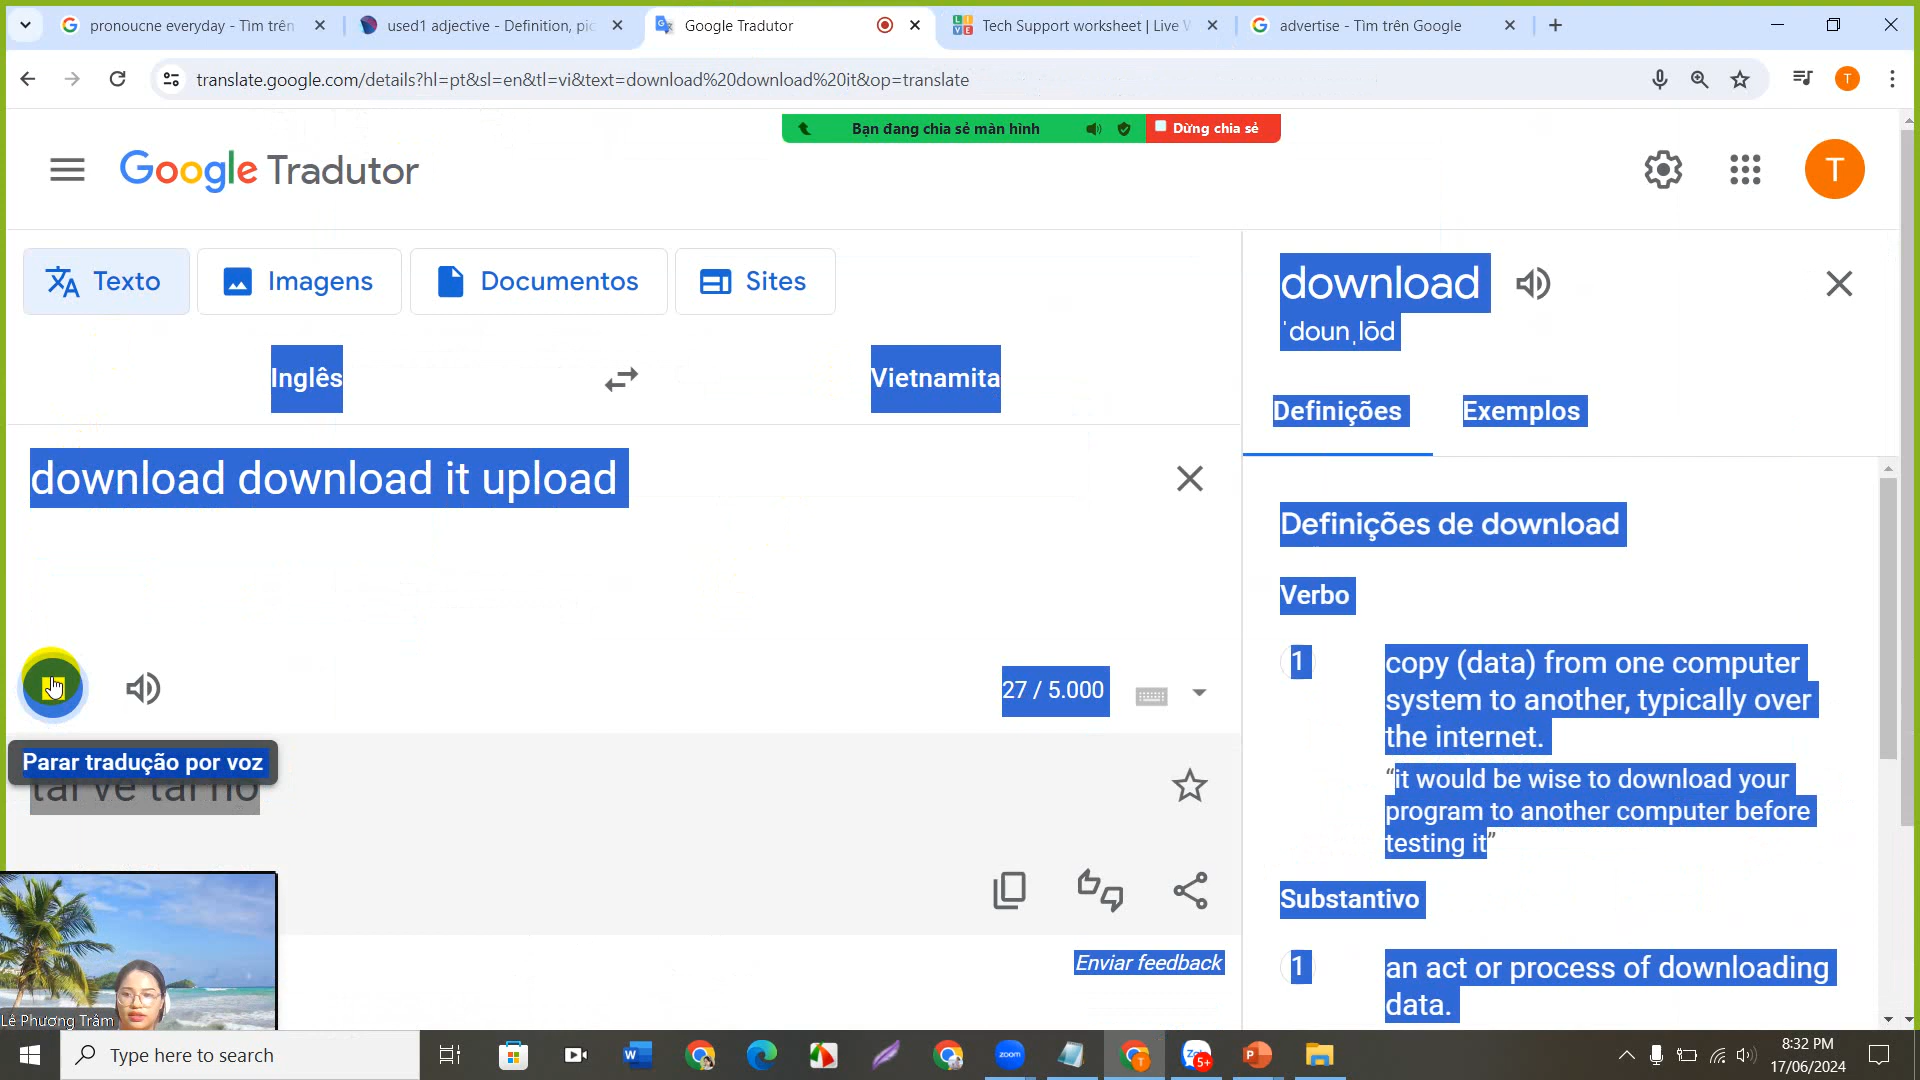 pronoucne everyday - Tìm trên
used1 adjective - Definition, pic
Google Tradutor
Tech Support worksheet | Live W
advertise - Tìm trên Google
translate.google.com/details?hl=pt&sl=en&tl=vi&text=download%20download%20it&op=translate
T
Bạn đang chia sẻ màn hình
Dừng chia sẻ
Google Tradutor
T
Texto
Imagens
Documentos
Sites
Inglês
Vietnamita
download download it upload
27 / 5.000
Parar tradução por voz
Enviar feedback
download
ˈdounˌlōd
Definições
Exemplos
Definições de download
Verbo
1
copy (data) from one computer
system to another, typically over
the internet.
“it would be wise to download your
program to another computer before
testing it”
Substantivo
1
an act or process of downloading
data.
Lê Phương Trâm
Type here to search
zoom
5+
8:32 PM
17/06/2024